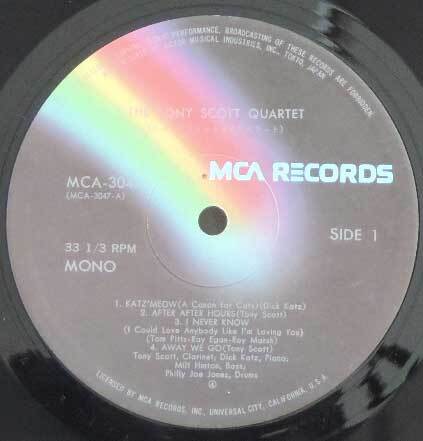 PERFORMANCE, BROADCASTING OF THESE RECORDS ARE FORBIDDEN.
MUSICAL INDUSTRIES, INC., TOKYO, JAPAN
THE TONY SCOTT QUARTET
MCA-304
(MCA-3047-A)
MCA RECORDS
33 1/3 RPM
MONO
SIDE 1
1. KATZ'MEOW(A Canon for Cats)(Dick Katz)
2. AFTER AFTER HOURS(Tony Scott)
3. I NEVER KNOW
(I Could Love Anybody Like I'm Loving You)
(Tom Pitts-Ray Egan-Roy Marsh)
4. AWAY WE GO(Tony Scott)
Tony Scott, Clarinet; Dick Katz, Piano;
Milt Hinton, Bass;
Philly Joe Jones, Drums
LICENSED BY MCA RECORDS, INC., UNIVERSAL CITY, CALIFORNIA, U.S.A.